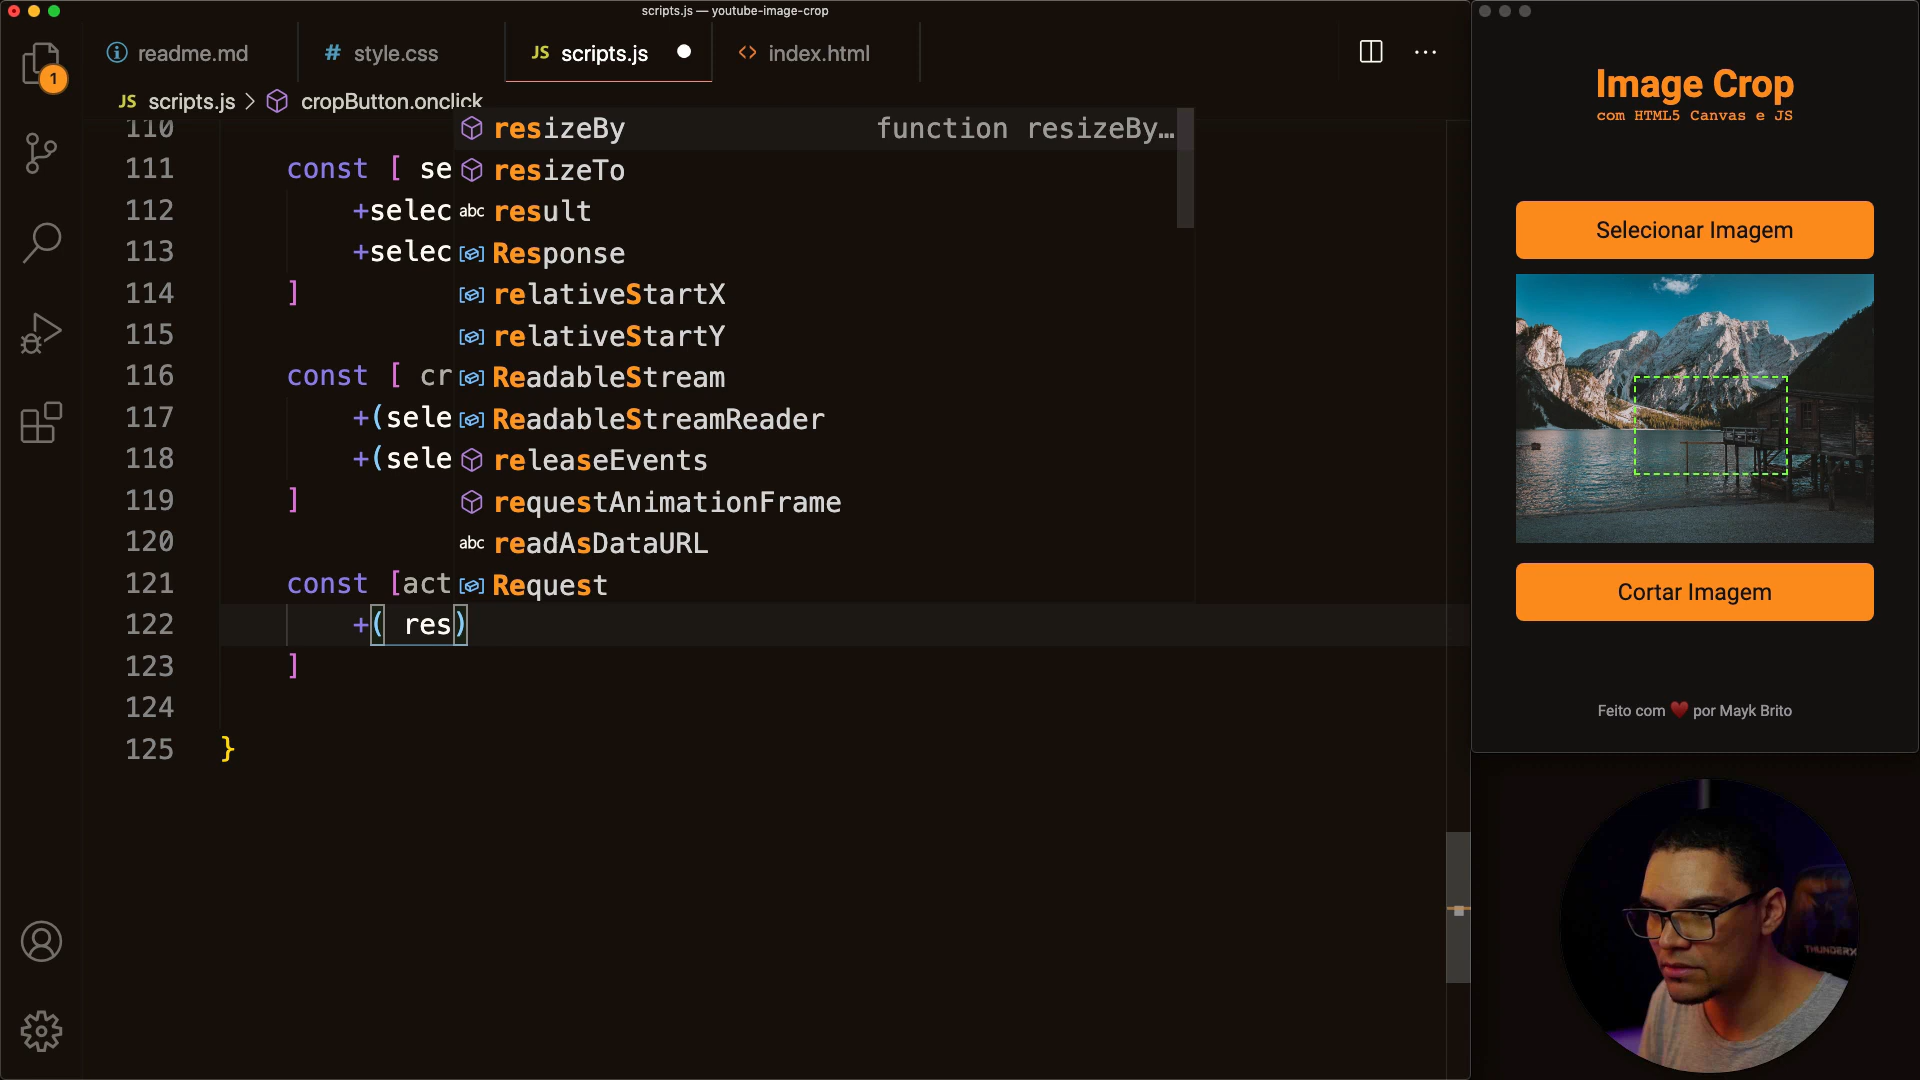 scripts.js — youtube-image-crop
readme.md
# style.css
JS scripts.js
<> index.html
1
JS scripts.js > cropButton.onclick
110
111 const [ se
112 +selec
113 +selec
114 ]
115
116 const [ cr
117 +(sele
118 +(sele
119 ]
120
121 const [act
122 +( res)
123 ]
124
125 }
resizeBy function resizeBy…
resizeTo
abc result
Response
relativeStartX
relativeStartY
ReadableStream
ReadableStreamReader
releaseEvents
requestAnimationFrame
abc readAsDataURL
Request
Image Crop
com HTML5 Canvas e JS
Selecionar Imagem
Cortar Imagem
Feito com ❤️ por Mayk Brito